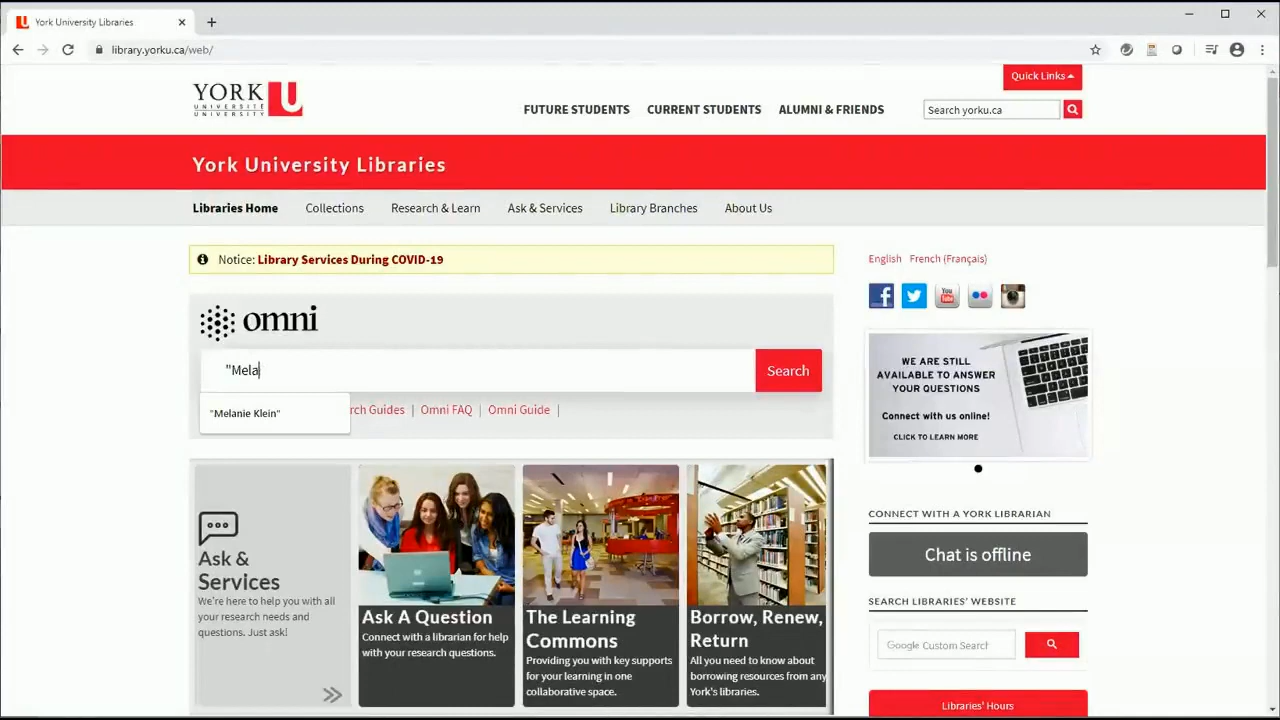 York University Libraries
library.yorku.ca/web/
Quick Links
YORK U
UNIVERSITÉ
UNIVERSITY
FUTURE STUDENTS CURRENT STUDENTS ALUMNI & FRIENDS Search yorku.ca
York University Libraries
Libraries Home Collections Research & Learn Ask & Services Library Branches About Us
Notice: Library Services During COVID-19
English French (Français)
omni
"Mela
Search
"Melanie Klein"
rch Guides | Omni FAQ | Omni Guide |
WE ARE STILL
AVAILABLE TO ANSWER
YOUR QUESTIONS
Connect with us online!
CLICK TO LEARN MORE
Ask &
Services
We're here to help you with all
your research needs and
questions. Just ask!
Ask A Question
Connect with a librarian for help
with your research questions.
The Learning
Commons
Providing you with key supports
for your learning in one
collaborative space.
Borrow, Renew,
Return
All you need to know about
borrowing resources from any
York's libraries.
CONNECT WITH A YORK LIBRARIAN
Chat is offline
SEARCH LIBRARIES' WEBSITE
Google Custom Search
Libraries' Hours